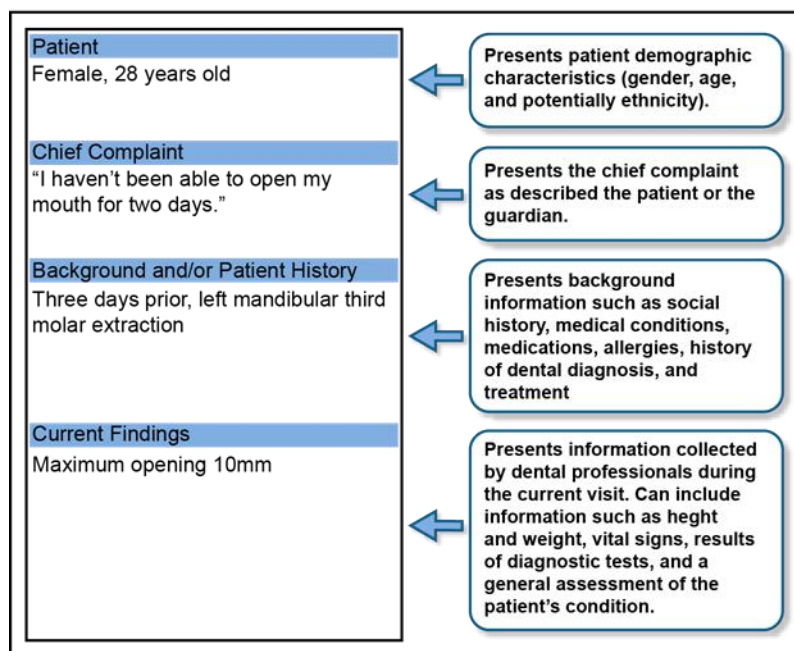 Patient
Female, 28 years old
Presents patient demographic
characteristics (gender, age,
and potentially ethnicity).
Chief Complaint
“I haven’t been able to open my
mouth for two days.”
Presents the chief complaint
as described the patient or the
guardian.
Background and/or Patient History
Three days prior, left mandibular third
molar extraction
Presents background
information such as social
history, medical conditions,
medications, allergies, history
of dental diagnosis, and
treatment
Current Findings
Maximum opening 10mm
Presents information collected
by dental professionals during
the current visit. Can include
information such as heght
and weight, vital signs, results
of diagnostic tests, and a
general assessment of the
patient’s condition.